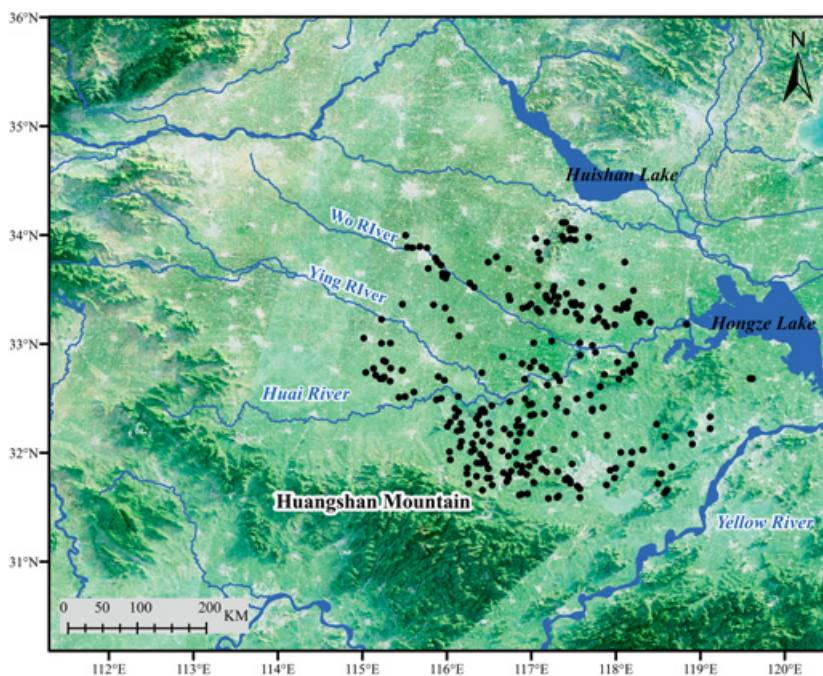 36°N
N
35°N
Huishan Lake
34°N
Wo RIver
Ying RIver
Hongze Lake
33°N
Huai River
32°N
Huangshan Mountain
Yellow River
31°N
0 50 100 200
KM
112°E 113°E 114°E 115°E 116°E 117°E 118°E 119°E 120°E